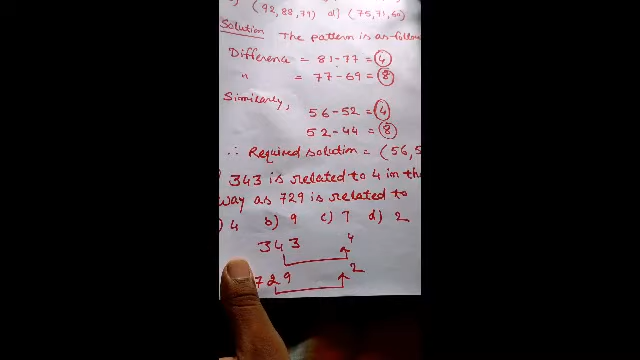 (92,88,79) d) (75,71,60)
Solution The pattern is as follow
Difference = 81-77 = 4
" = 77-69 = 8
Similarly,
56-52 = 4
52-44 = 8
∴ Required solution = (56,5
343 is related to 4 in the
way as 729 is related to
) 4 b) 9 c) 7 d) 2
343 4
729 2